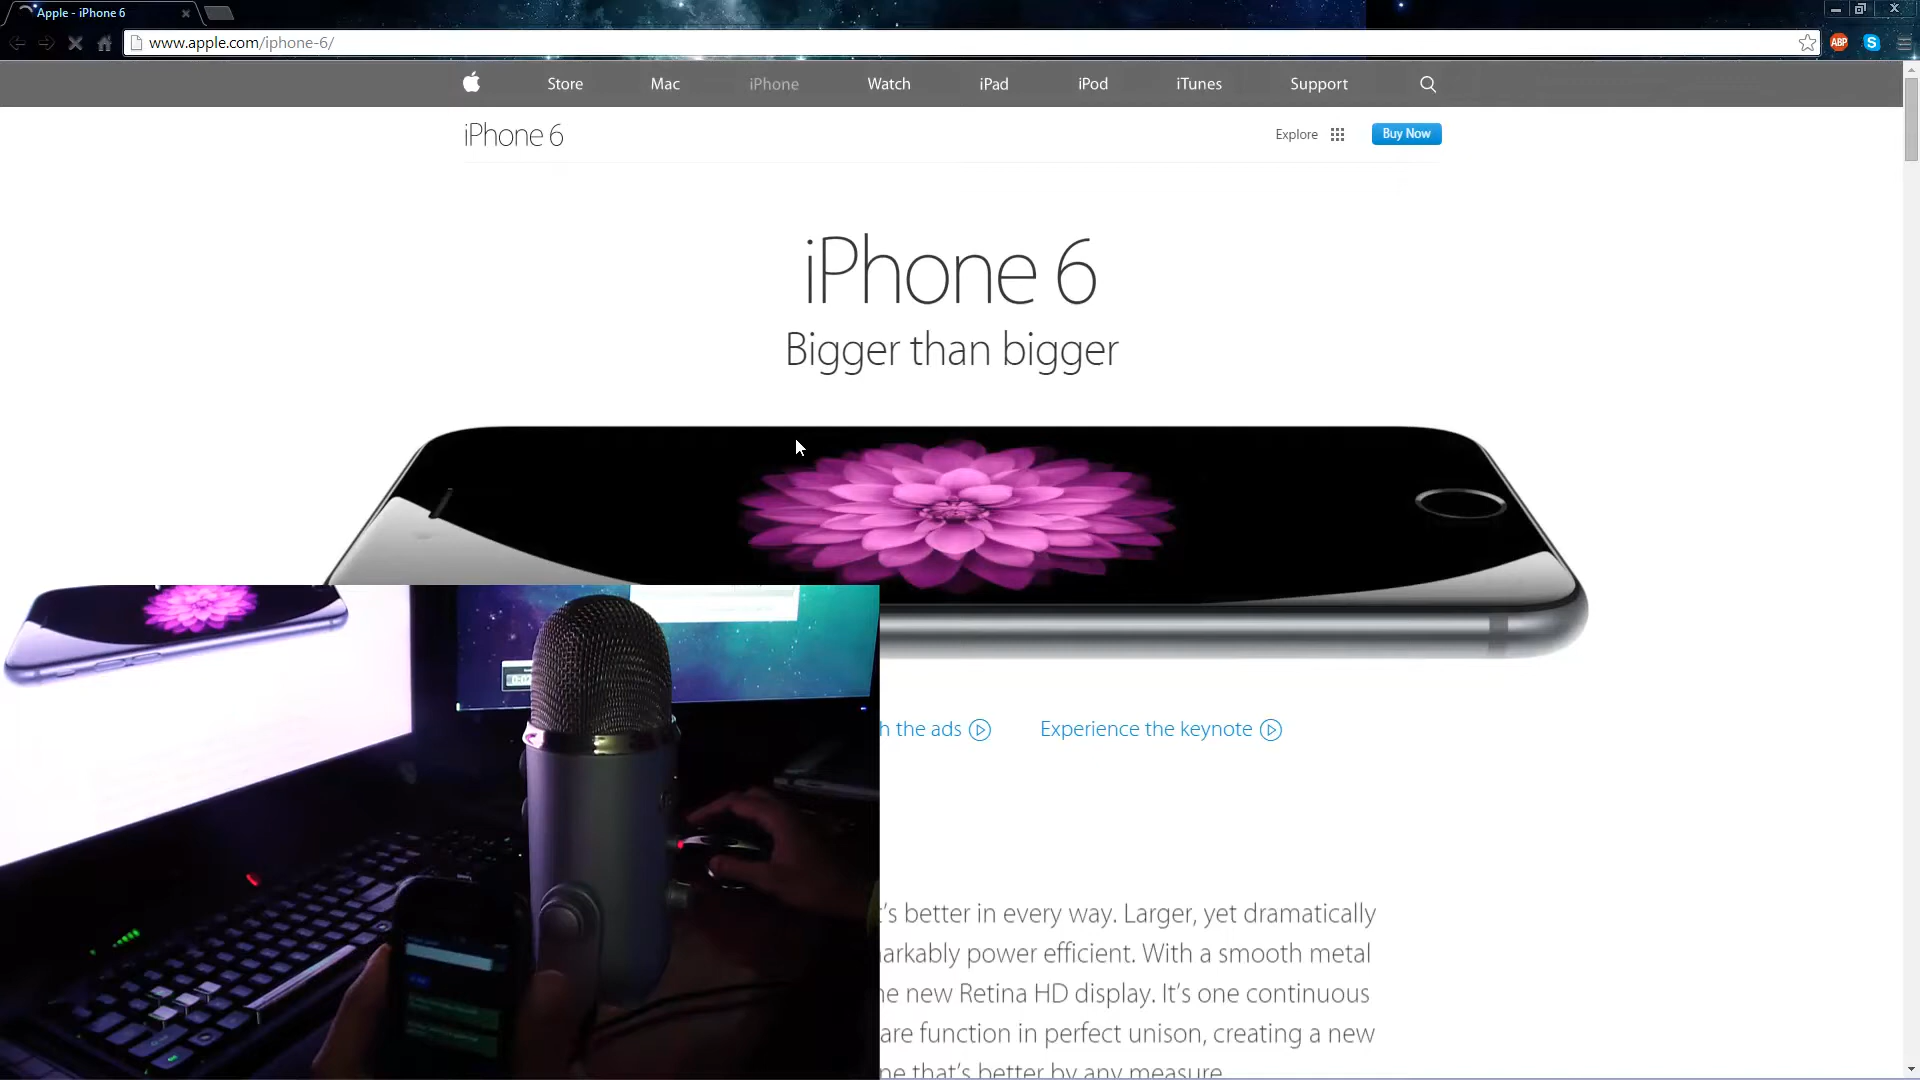 Apple - iPhone 6
www.apple.com/iphone-6/
ABP
S
Store Mac iPhone Watch iPad iPod iTunes Support
iPhone 6
Explore
Buy Now
iPhone 6
Bigger than bigger
h the ads
Experience the keynote
's better in every way. Larger, yet dramatically
arkably power efficient. With a smooth metal
ne new Retina HD display. It's one continuous
are function in perfect unison, creating a new
ne that's better by any measure.